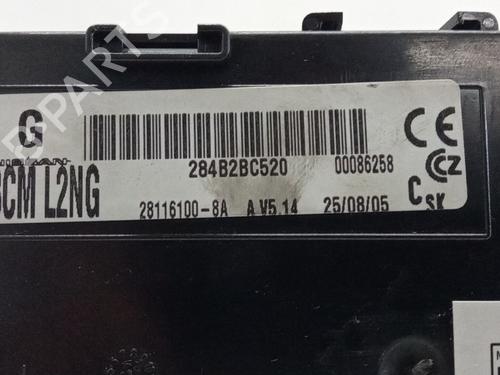 G
284B2BC520 00086258
BCM L2NG
28116100-8A A V5.14 25/08/05
CE
CZ
C SK